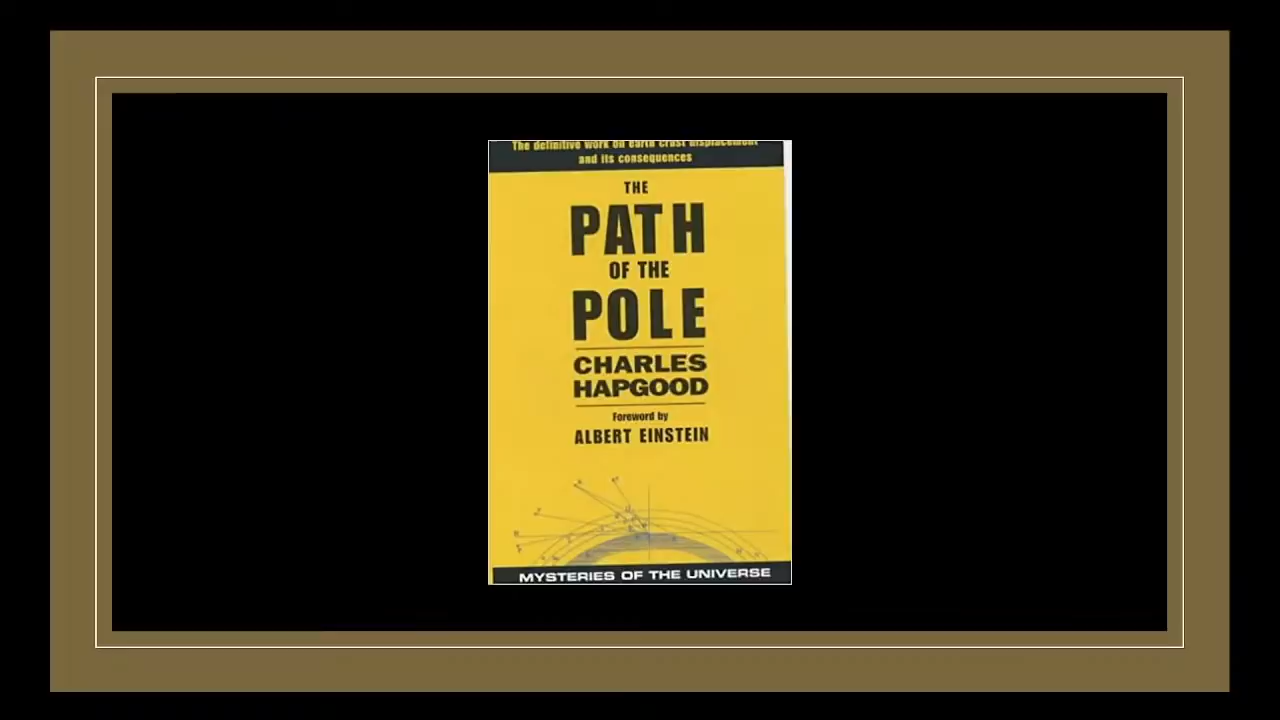 The definitive work on earth crust displacement
and its consequences
THE
PATH
OF THE
POLE
CHARLES
HAPGOOD
Foreword by
ALBERT EINSTEIN
MYSTERIES OF THE UNIVERSE